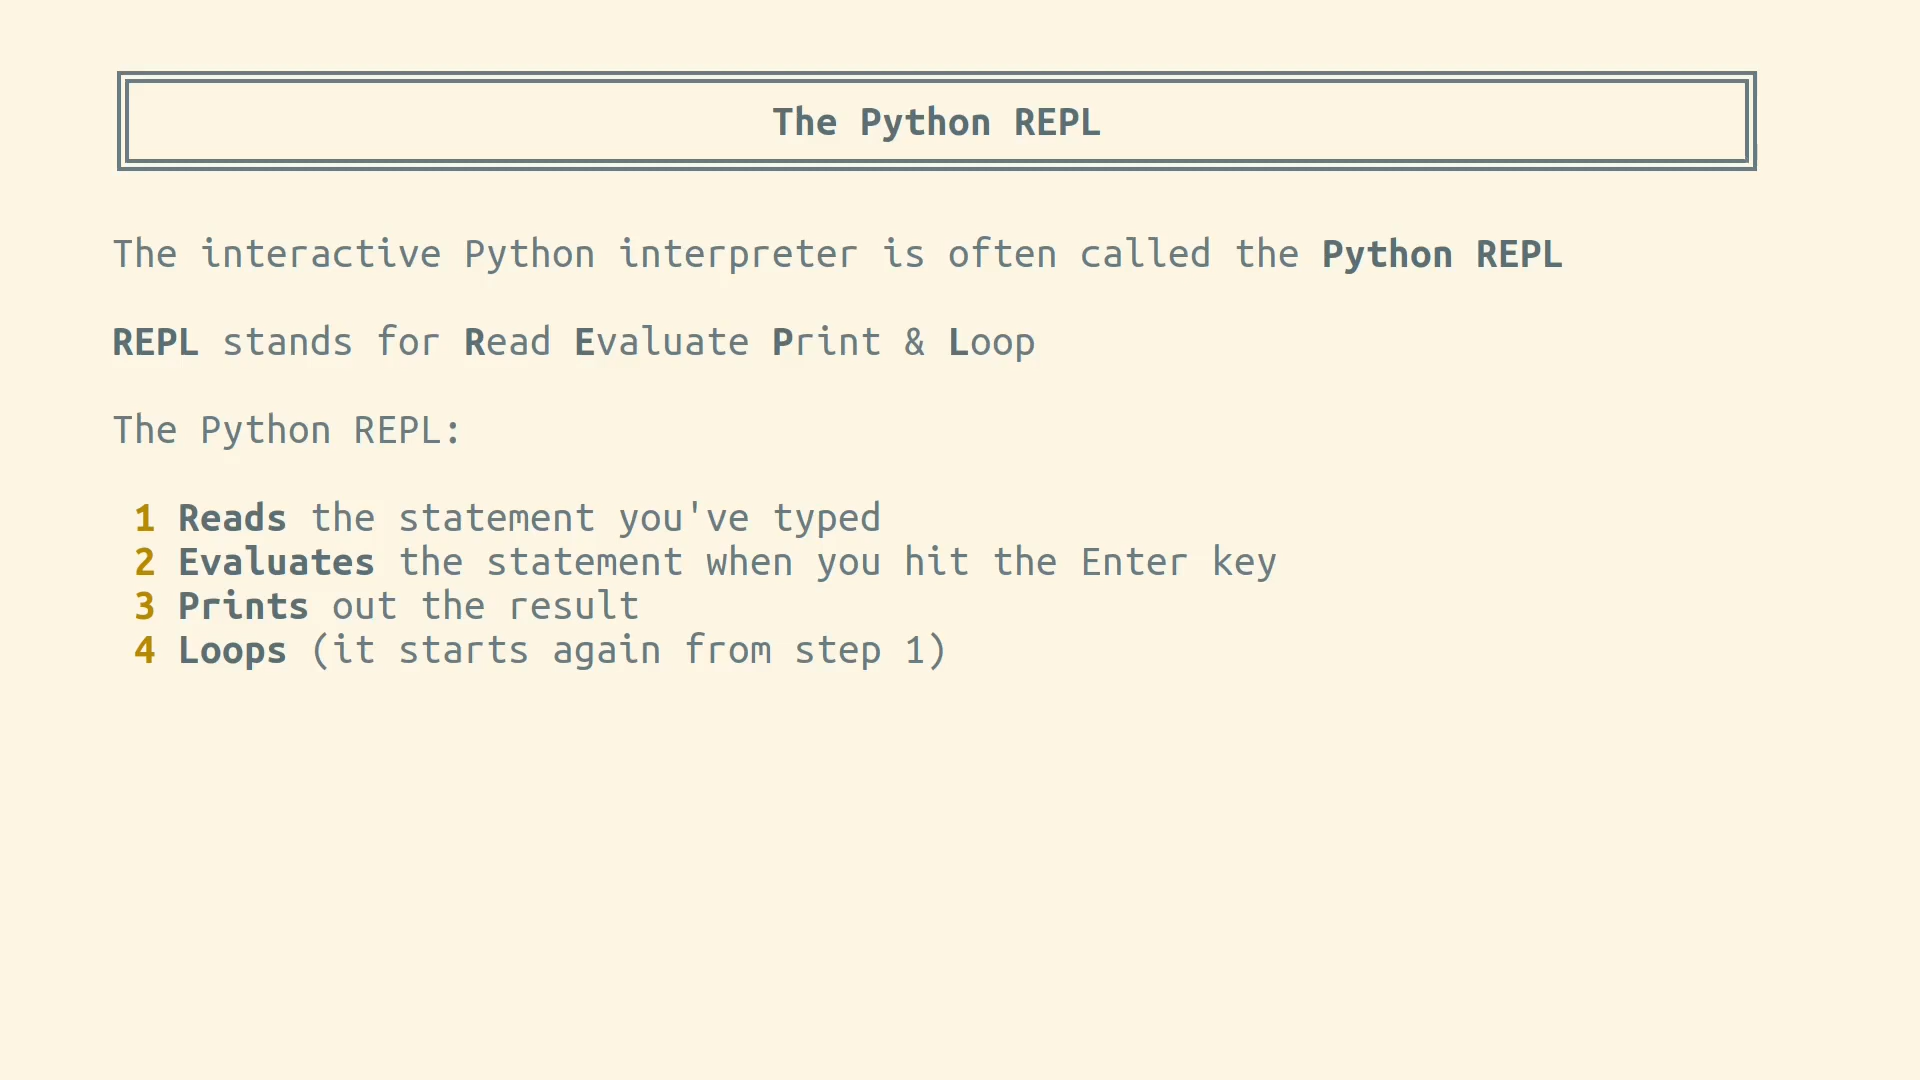 The Python REPL
The interactive Python interpreter is often called the Python REPL
REPL stands for Read Evaluate Print & Loop
The Python REPL:
1 Reads the statement you've typed
2 Evaluates the statement when you hit the Enter key
3 Prints out the result
4 Loops (it starts again from step 1)